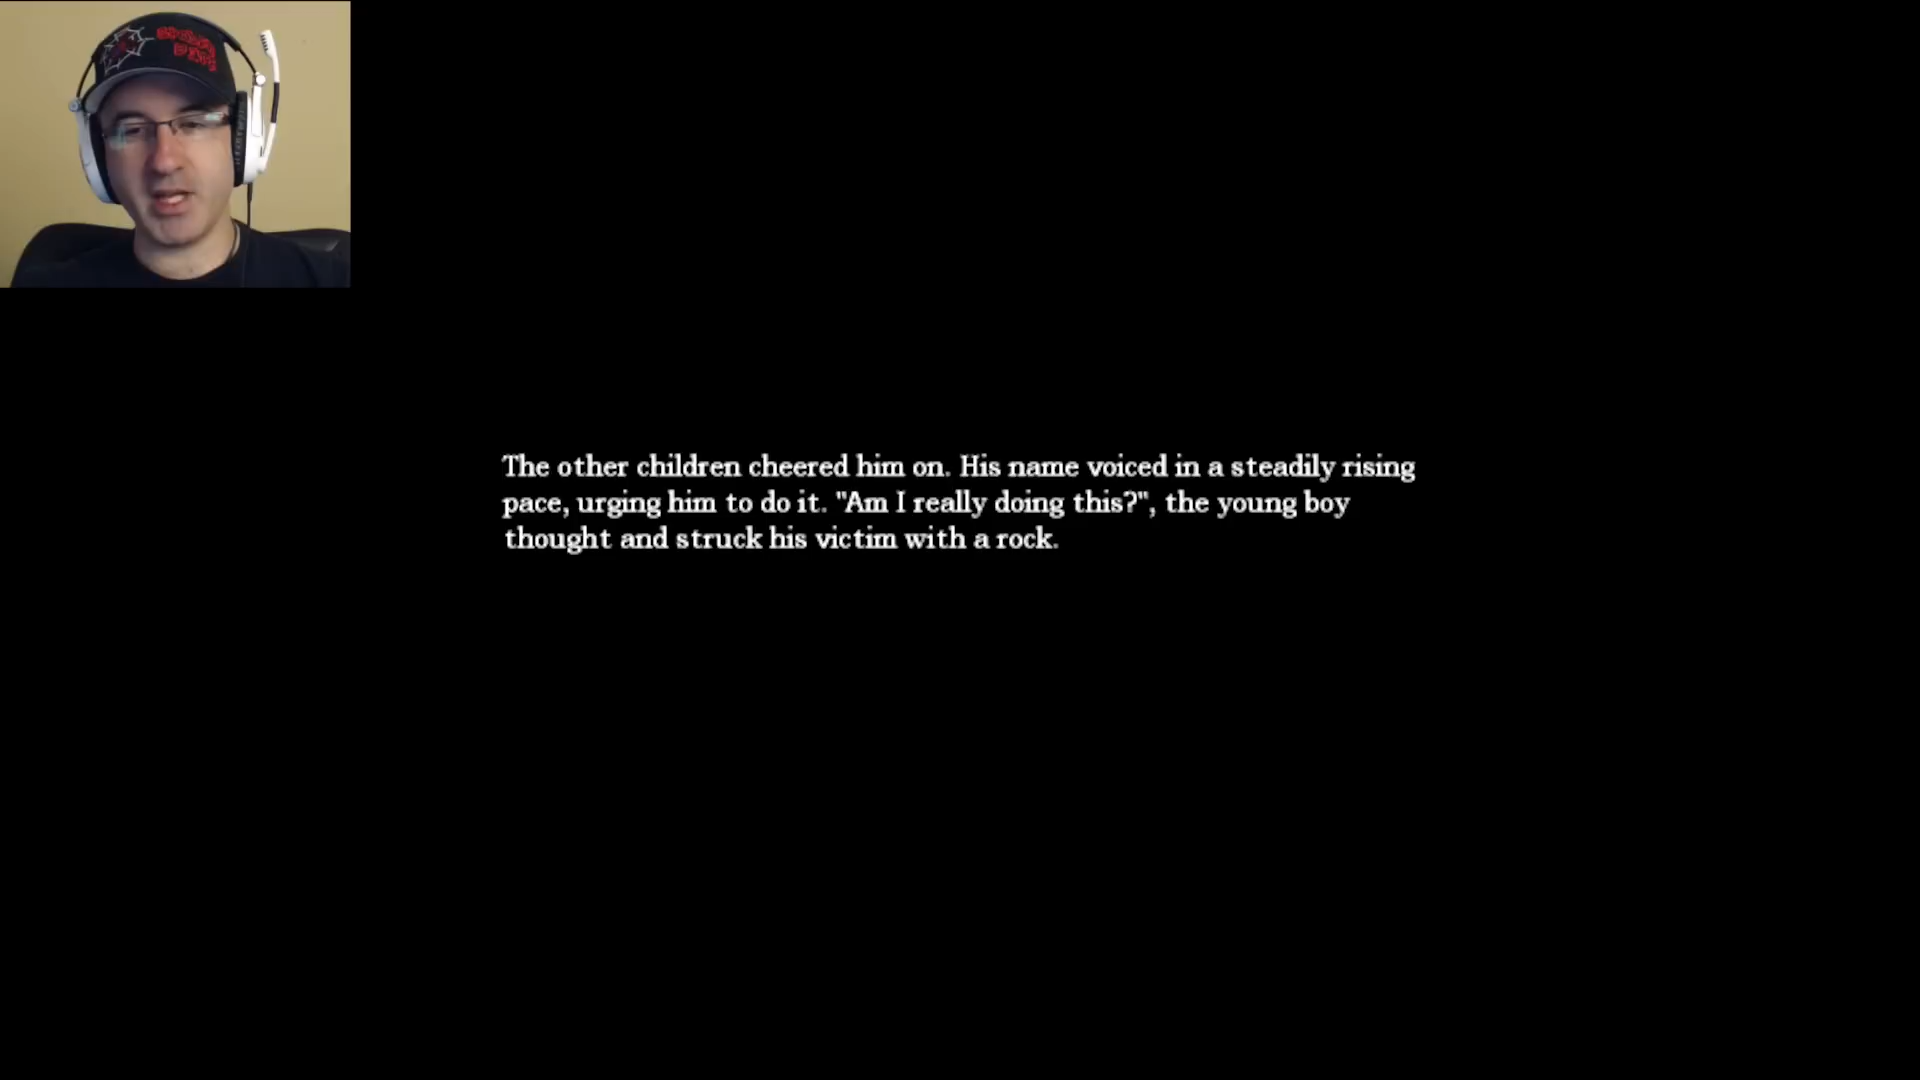 The other children cheered him on. His name voiced in a steadily rising
pace, urging him to do it. "Am I really doing this?", the young boy
thought and struck his victim with a rock.